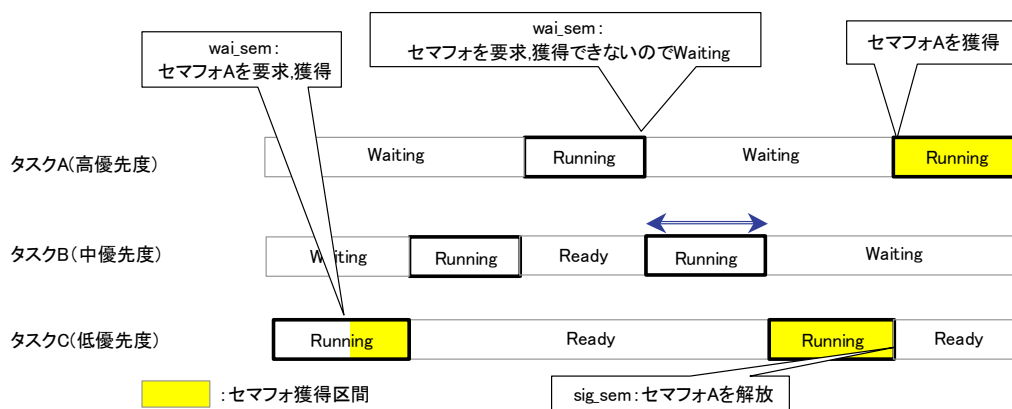 wai_sem:
セマフォAを要求,獲得
wai_sem:
セマフォを要求,獲得できないのでWaiting
セマフォAを獲得
タスクA(高優先度)
Waiting
Running
Waiting
Running
タスクB(中優先度)
Waiting
Running
Ready
Running
Waiting
タスクC(低優先度)
Running
Ready
Running
Ready
:セマフォ獲得区間
sig_sem:セマフォAを解放